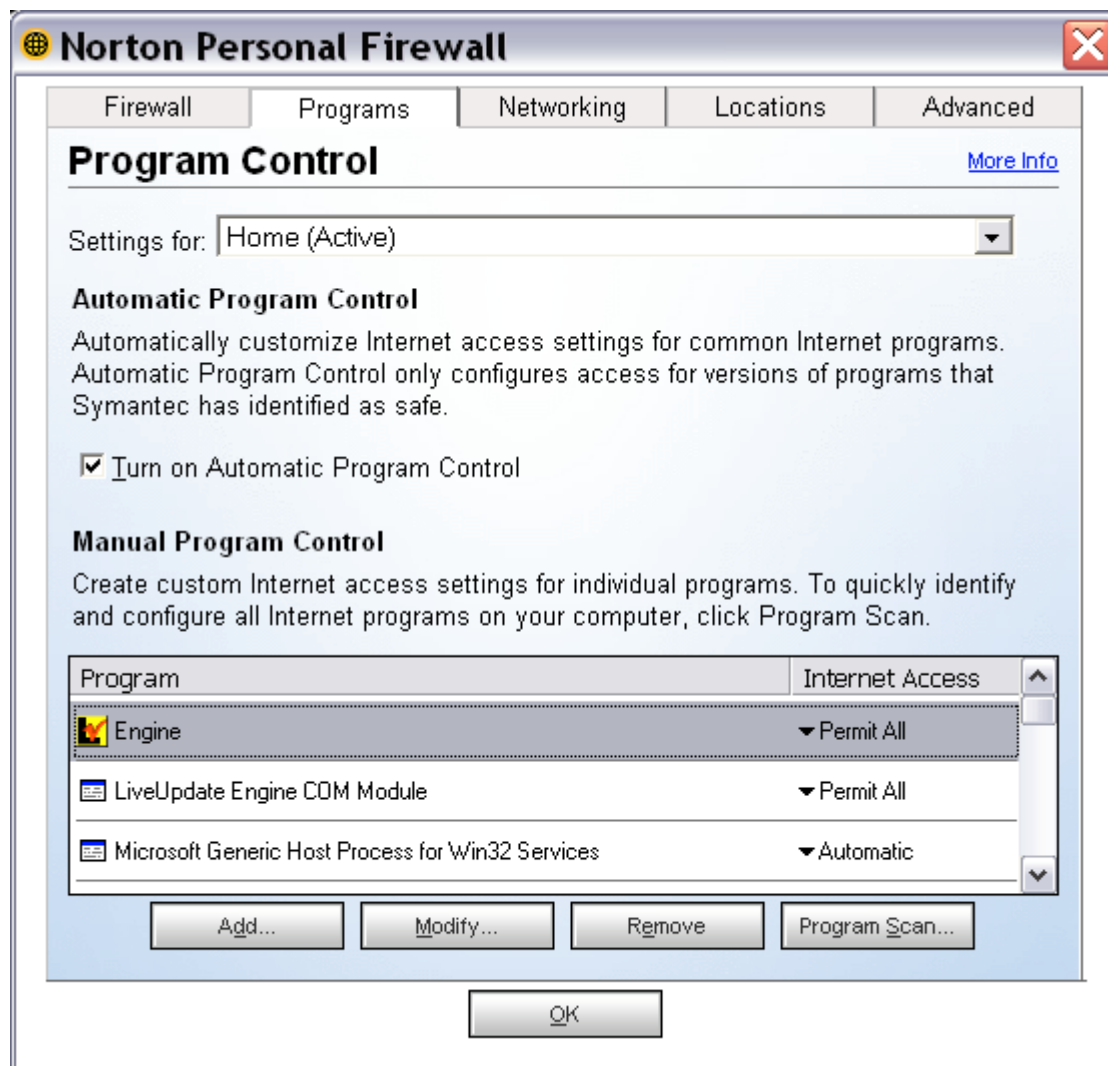 Norton Personal Firewall
Firewall Programs Networking Locations Advanced
Program Control More Info
Settings for: Home (Active)
Automatic Program Control
Automatically customize Internet access settings for common Internet programs.
Automatic Program Control only configures access for versions of programs that
Symantec has identified as safe.
Turn on Automatic Program Control
Manual Program Control
Create custom Internet access settings for individual programs. To quickly identify
and configure all Internet programs on your computer, click Program Scan.
Program Internet Access
Engine Permit All
LiveUpdate Engine COM Module Permit All
Microsoft Generic Host Process for Win32 Services Automatic
Add... Modify... Remove Program Scan...
OK